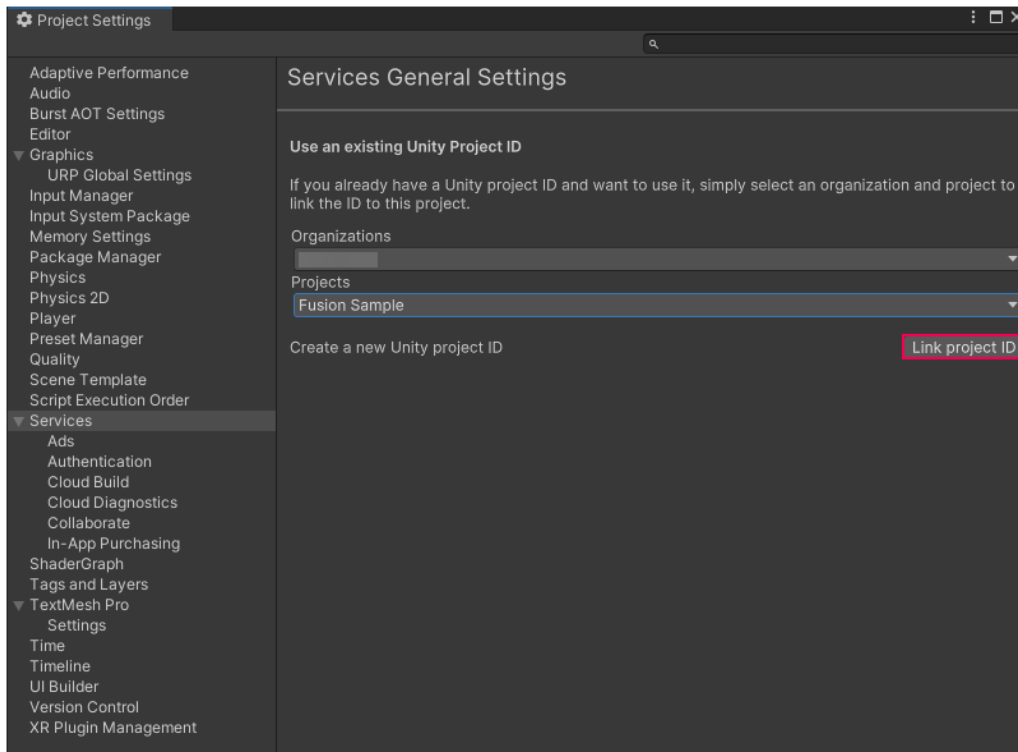 Project Settings
Adaptive Performance
Audio
Burst AOT Settings
Editor
Graphics
URP Global Settings
Input Manager
Input System Package
Memory Settings
Package Manager
Physics
Physics 2D
Player
Preset Manager
Quality
Scene Template
Script Execution Order
Services
Ads
Authentication
Cloud Build
Cloud Diagnostics
Collaborate
In-App Purchasing
ShaderGraph
Tags and Layers
TextMesh Pro
Settings
Time
Timeline
UI Builder
Version Control
XR Plugin Management
Services General Settings
Use an existing Unity Project ID
If you already have a Unity project ID and want to use it, simply select an organization and project to
link the ID to this project.
Organizations
Projects
Fusion Sample
Create a new Unity project ID
Link project ID